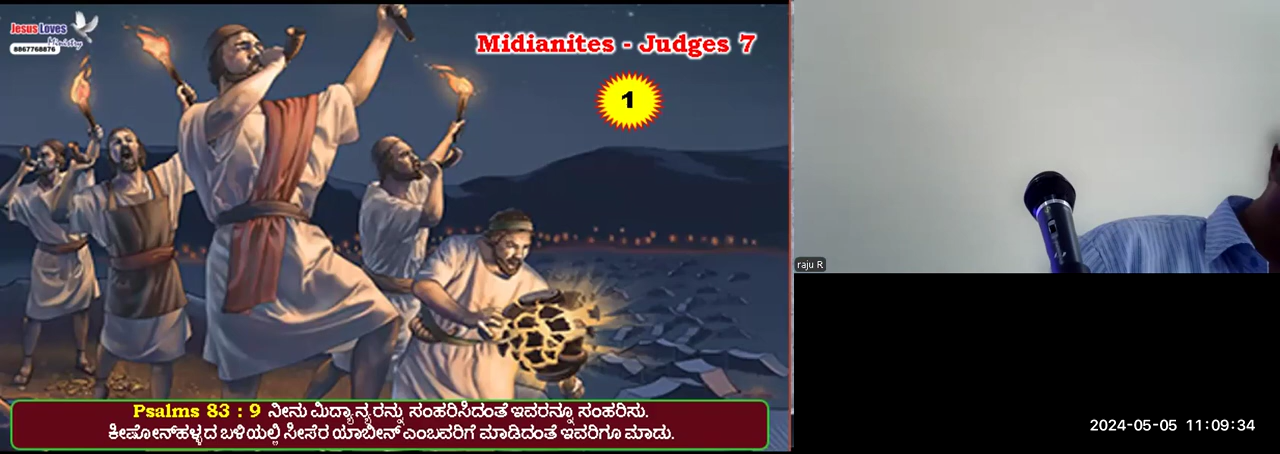 Jesus Loves
Ministry
8867768876
Midianites - Judges 7
1
Psalms 83 : 9 ನೀನು ಮಿದ್ಯಾನ್ಯರನ್ನು ಸಂಹರಿಸಿದಂತೆ ಇವರನ್ನೂ ಸಂಹರಿಸು.
ಕೀಷೋನ್‌ಹಳ್ಳದ ಬಳಿಯಲ್ಲಿ ಸೀಸೆರ ಯಾಬೀನ್ ಎಂಬವರಿಗೆ ಮಾಡಿದಂತೆ ಇವರಿಗೂ ಮಾಡು.
raju R
2024-05-05 11:09:34